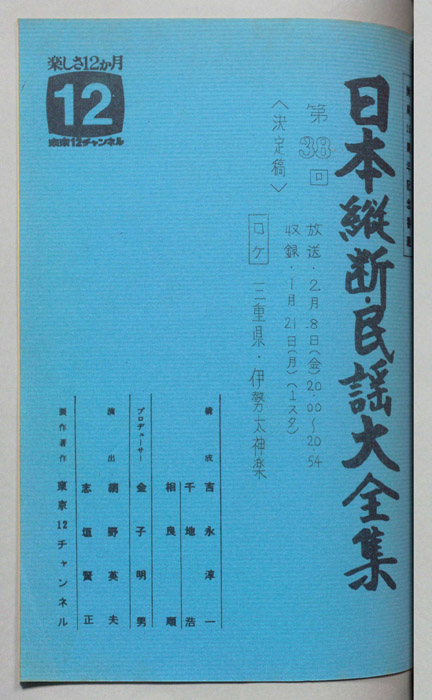 日本縦断・民謡大全集
第38回
〈決定稿〉
放送・2月8日(金)20.00〜20.54
収録・1月21日(月)(1スタ)
ロケ 三重県・伊勢太神楽
楽しさ12か月
12
東京12チャンネル
構成 吉永淳一
千地浩
相良順
プロデューサー 金子明男
演出
志垣賢正
製作著作 東京12チャンネル